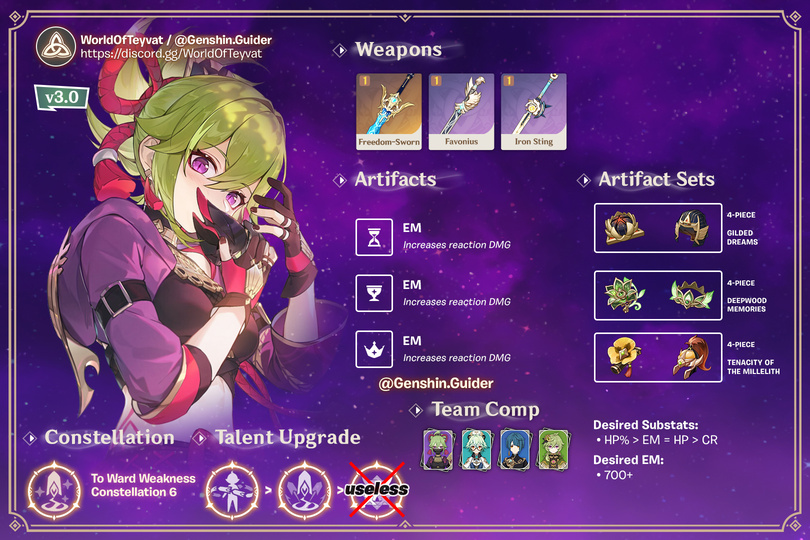 WorldOfTeyvat / @Genshin.Guider
https://discord.gg/WorldOfTeyvat
v3.0
Weapons
1
1
1
Freedom-Sworn
Favonius
Iron Sting
Artifacts
EM
Increases reaction DMG
EM
Increases reaction DMG
EM
Increases reaction DMG
@Genshin.Guider
Artifact Sets
4-PIECE
GILDED
DREAMS
4-PIECE
DEEPWOOD
MEMORIES
4-PIECE
TENACITY OF
THE MILLELITH
Team Comp
Desired Substats:
• HP% > EM = HP > CR
Desired EM:
• 700+
Constellation
To Ward Weakness
Constellation 6
Talent Upgrade
> >
useless